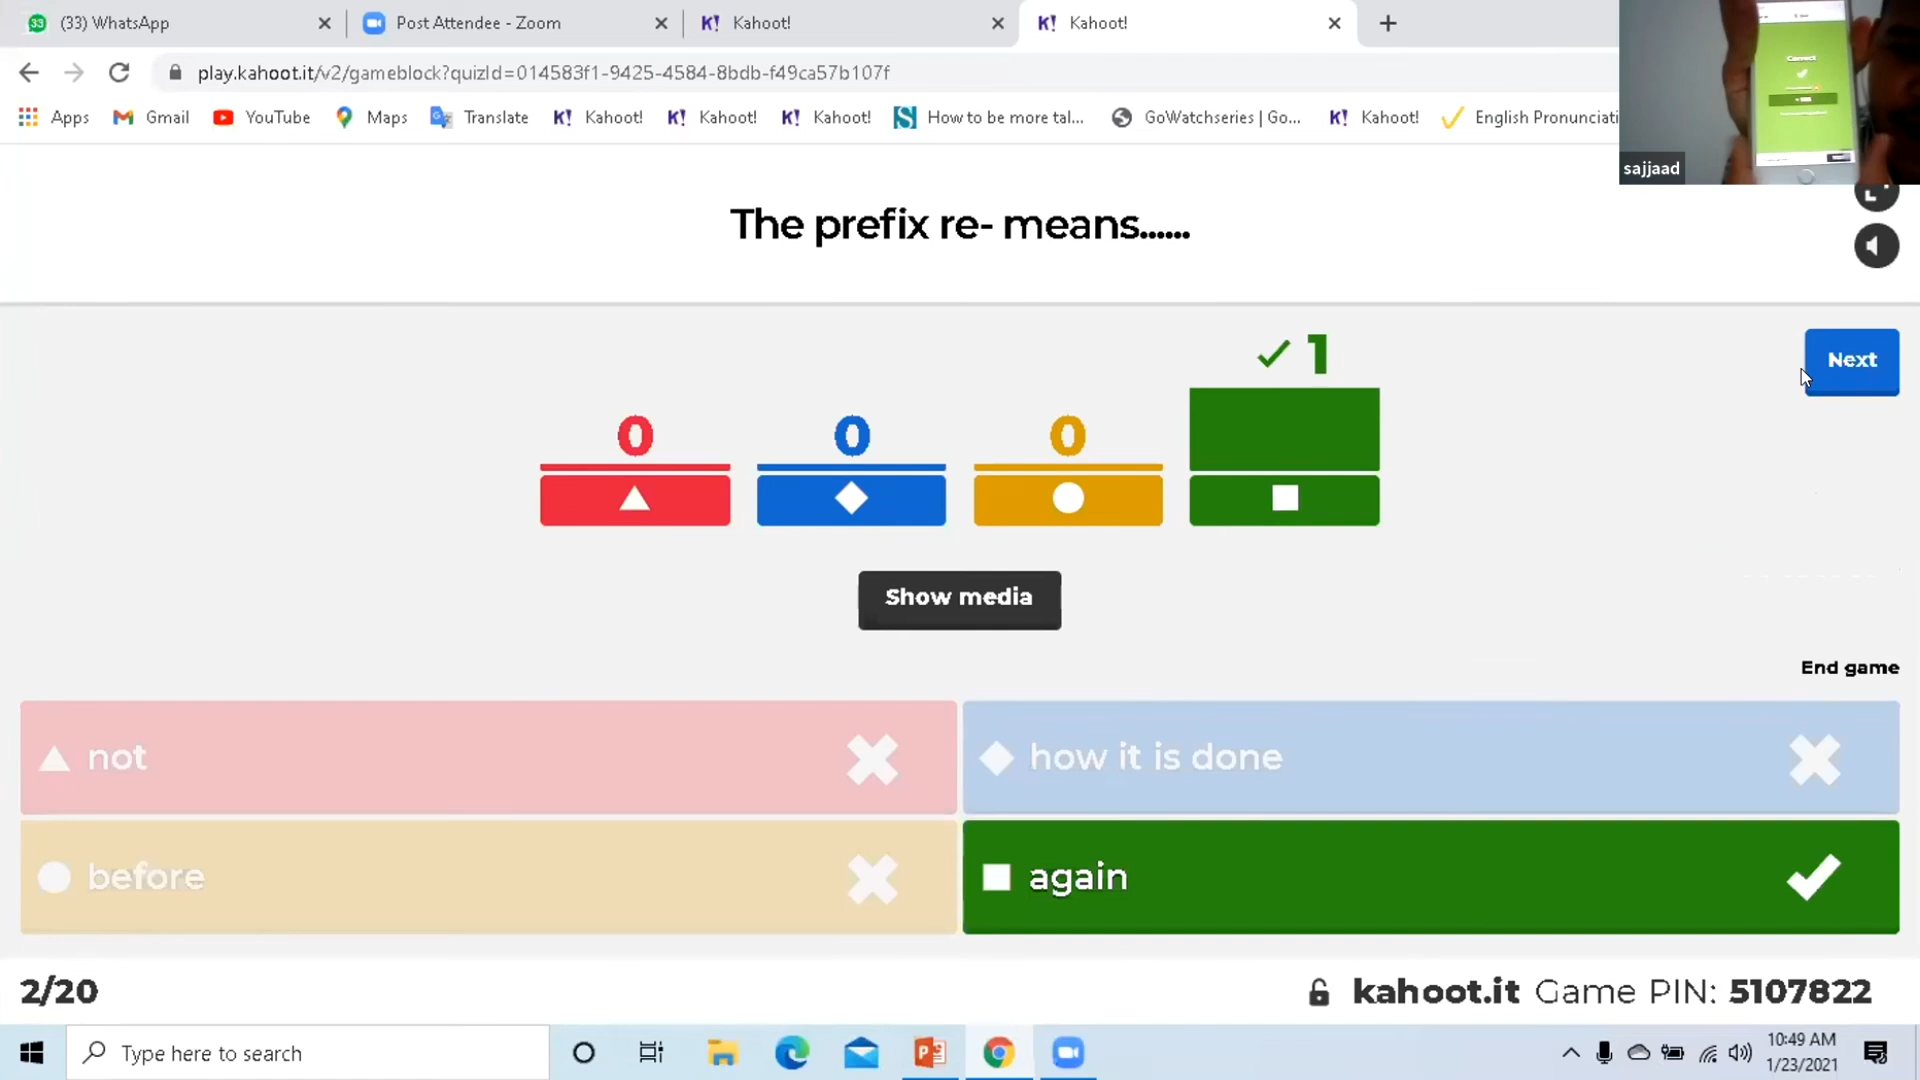 (33) WhatsApp
Post Attendee - Zoom
Kahoot!
Kahoot!
play.kahoot.it/v2/gameblock?quizId=014583f1-9425-4584-8bdb-f49ca57b107f
Apps
Gmail
YouTube
Maps
Translate
Kahoot!
Kahoot!
Kahoot!
How to be more tal...
GoWatchseries | Go...
Kahoot!
English Pronunciati
Correct
sajjaad
The prefix re- means......
1
Next
0
0
0
Show media
End game
not
how it is done
before
again
2/20
kahoot.it Game PIN: 5107822
Type here to search
10:49 AM
1/23/2021